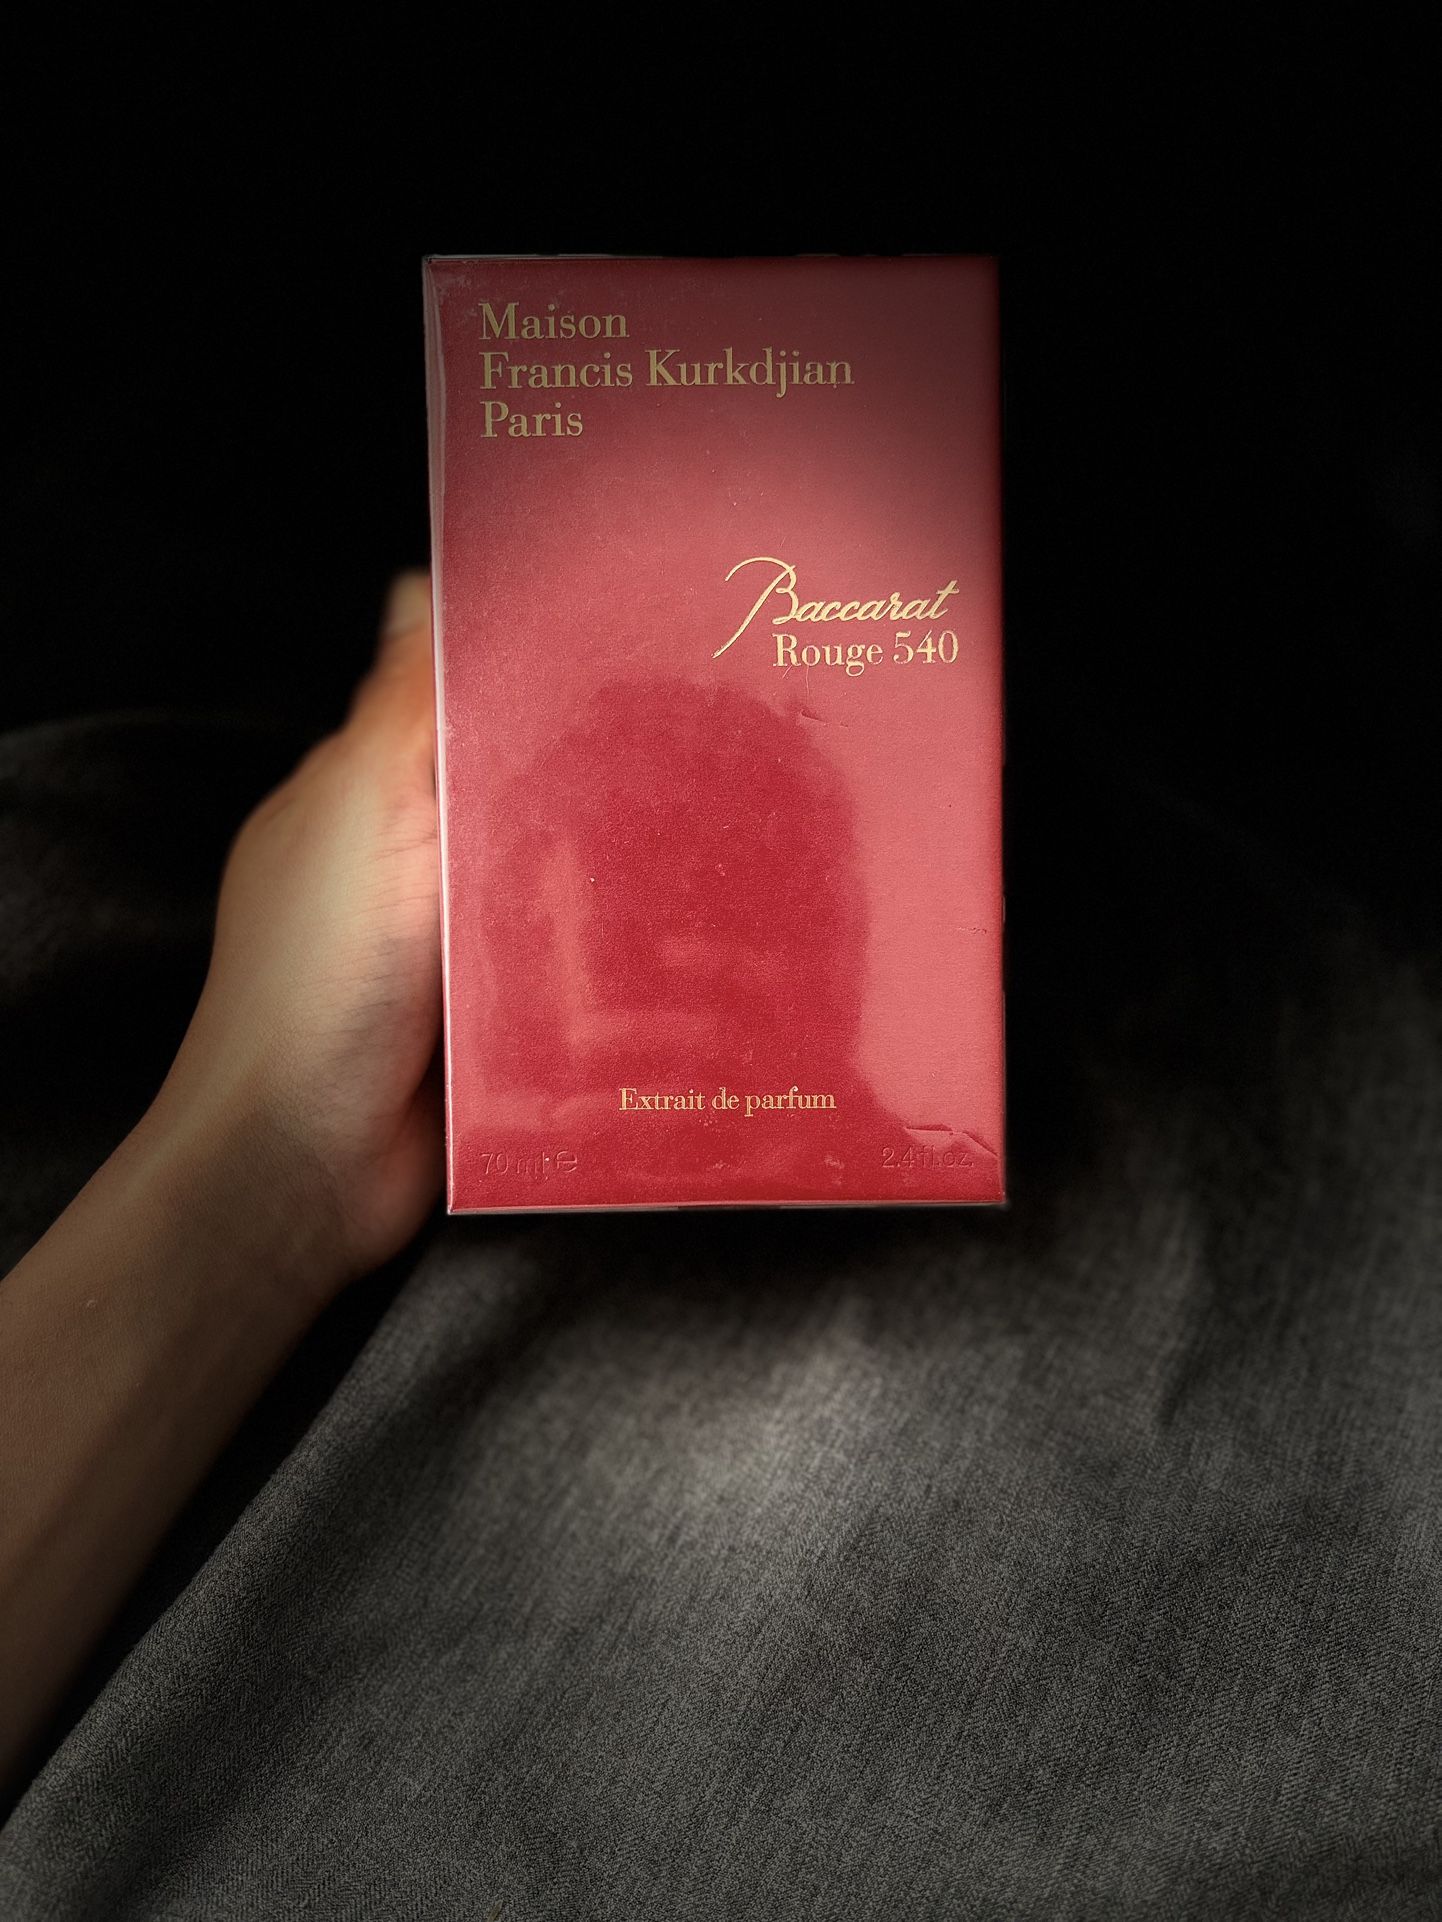 Maison
Francis Kurkdjian
Paris
Baccarat
Rouge 540
Extrait de parfum
70 ml ℮
2.4 fl.oz.